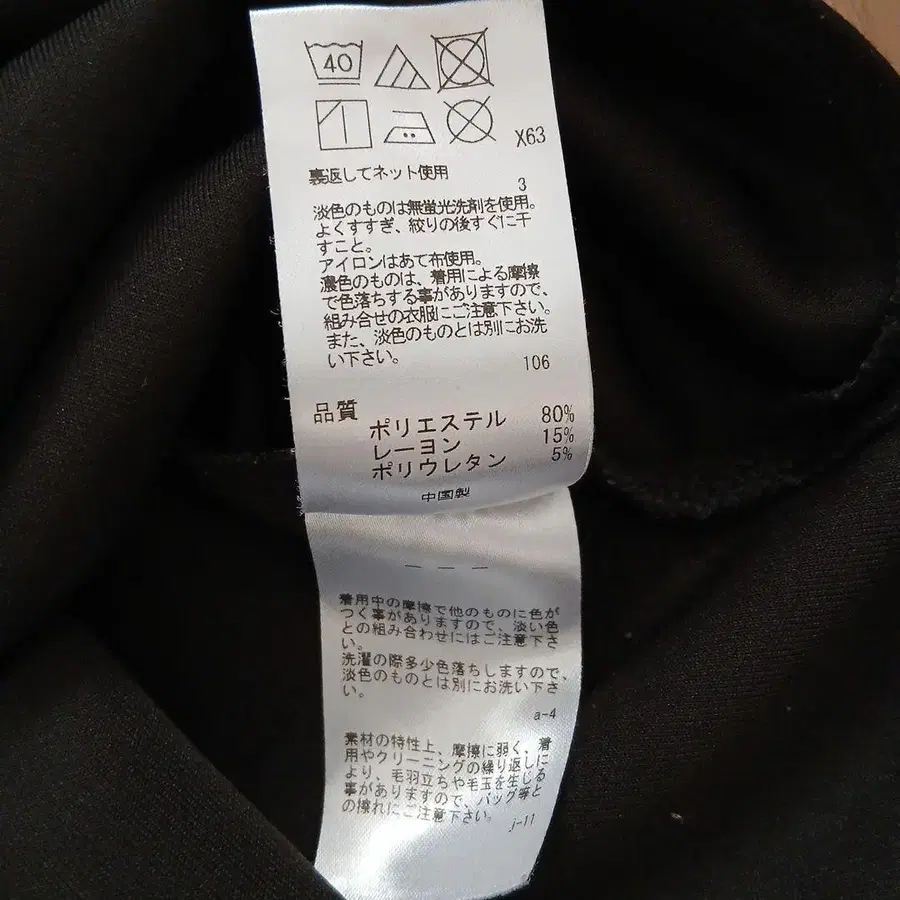 40
X63
裏返してネット使用
3
淡色のものは無蛍光洗剤を使用。
よくすすぎ、絞りの後すぐに干
すこと。
アイロンはあて布使用。
濃色のものは、着用による摩擦
で色落ちする事がありますので、
組み合せの衣服にご注意下さい。
また、淡色のものとは別にお洗
い下さい。
106
品質
ポリエステル 80%
レーヨン 15%
ポリウレタン 5%
中国製
着用中の摩擦で他のものに色が
つく事がありますので、淡い色
との組み合わせにはご注意下さ
い。
洗濯の際多少色落ちしますので、
淡色のものとは別にお洗い下さ
い。
a-4
素材の特性上、摩擦に弱く、着
用やクリーニングの繰り返しに
より、毛羽立ちや毛玉を生じる
事がありますので、バッグ等と
の擦れにご注意下さい。
j-11